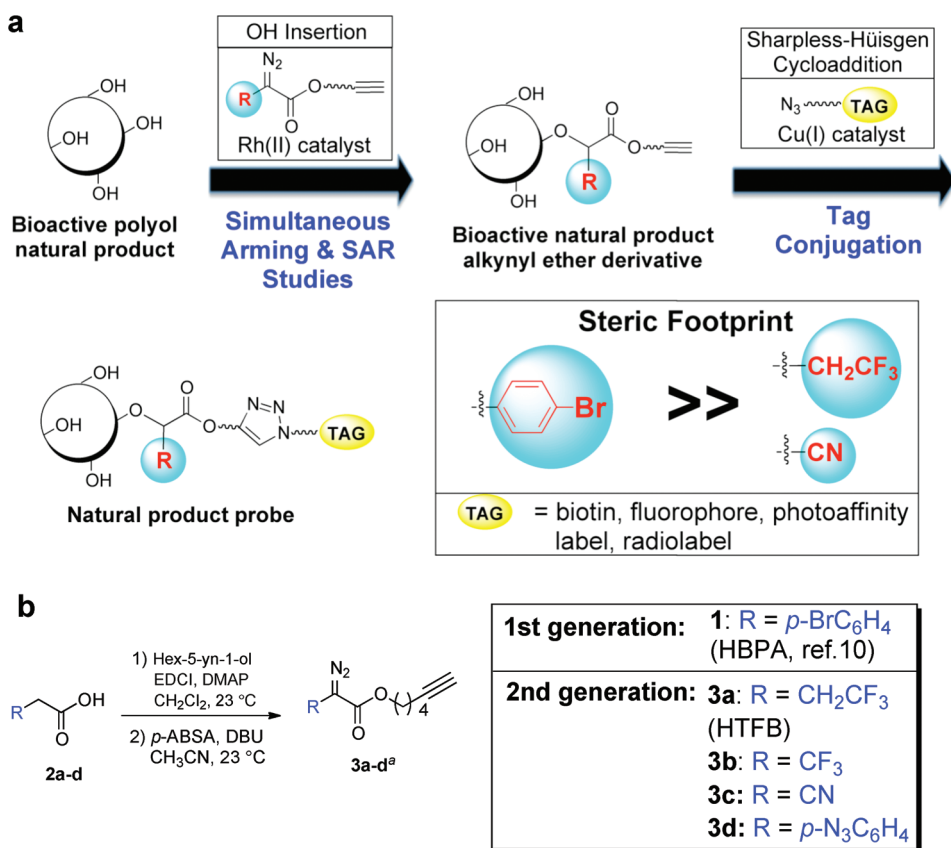 a
OH Insertion
N2
R
O
O
Rh(II) catalyst
Sharpless-Hüisgen
Cycloaddition
N3
TAG
Cu(I) catalyst
OH
HO
OH
OH
Bioactive polyol
natural product
Simultaneous
Arming & SAR
Studies
OH
HO
OH
O
O
O
R
Bioactive natural product
alkynyl ether derivative
Tag
Conjugation
OH
HO
OH
O
O
O
R
N=N
N
TAG
Natural product probe
Steric Footprint
Br
>>
CH2CF3
CN
TAG = biotin, fluorophore, photoaffinity
label, radiolabel
b
R
OH
O
2a-d
1) Hex-5-yn-1-ol
EDCI, DMAP
CH2Cl2, 23 °C
2) p-ABSA, DBU
CH3CN, 23 °C
N2
R
O
O
4
3a-da
1st generation: 1: R = p-BrC6H4
(HBPA, ref.10)
2nd generation: 3a: R = CH2CF3
(HTFB)
3b: R = CF3
3c: R = CN
3d: R = p-N3C6H4